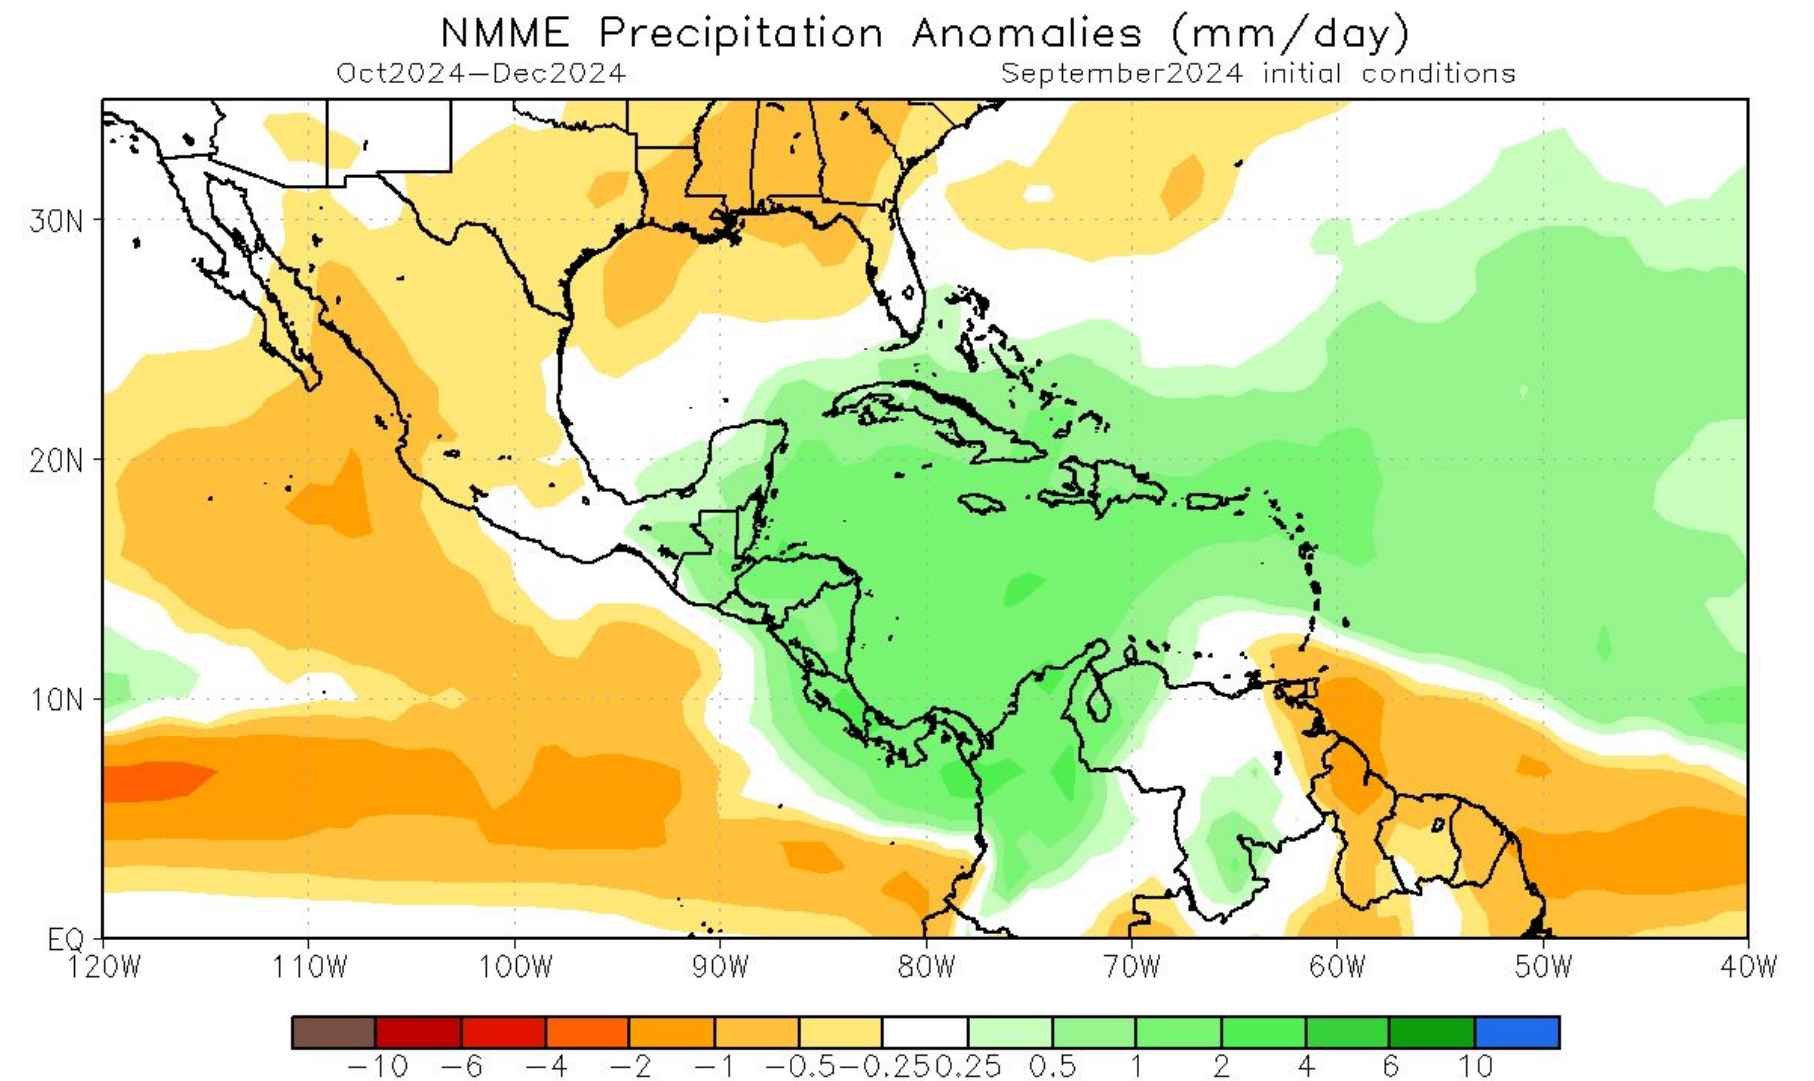 NMME Precipitation Anomalies (mm/day)
Oct2024–Dec2024 September2024 initial conditions
30N
20N
10N
EQ
120W 110W 100W 90W 80W 70W 60W 50W 40W
−10 −6 −4 −2 −1 −0.5 −0.25 0.25 0.5 1 2 4 6 10